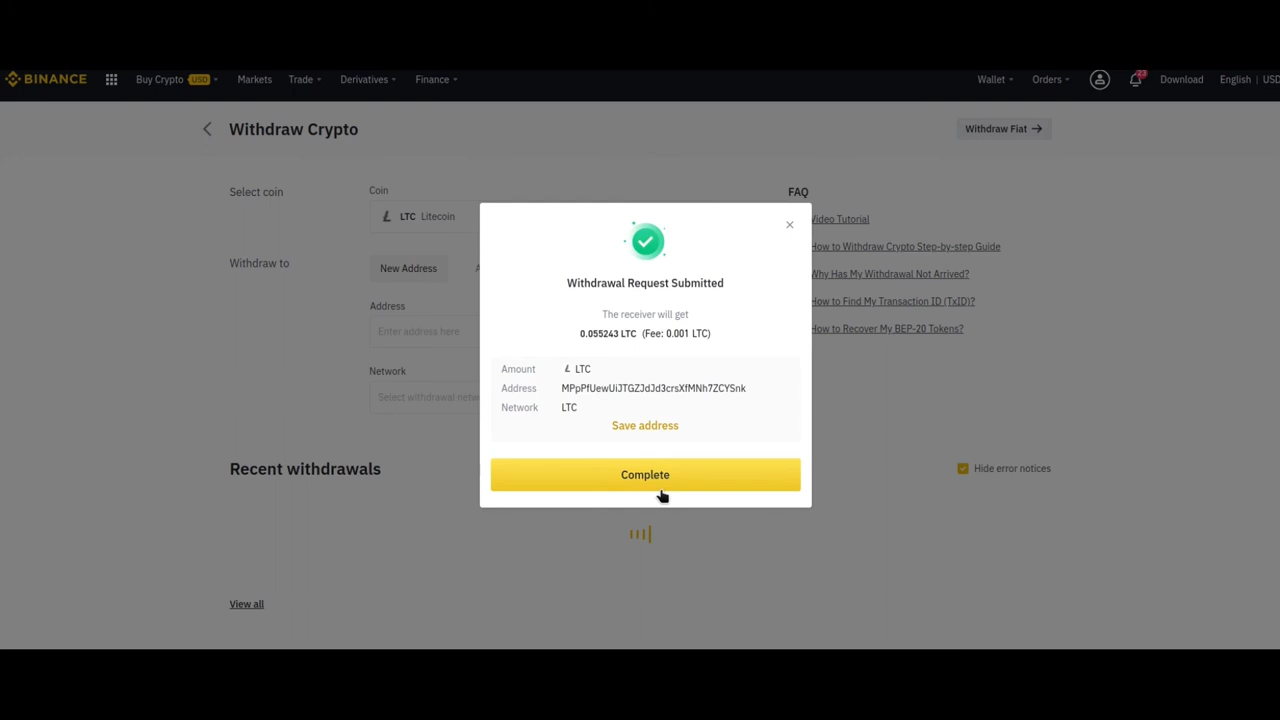 BINANCE
Buy Crypto USD
Markets
Trade
Derivatives
Finance
Wallet
Orders
23
Download
English | USD
Withdraw Crypto
Withdraw Fiat
Select coin
Coin
LTC Litecoin
Withdraw to
New Address
Address
Enter address here
Network
Select withdrawal netw
FAQ
Video Tutorial
How to Withdraw Crypto Step-by-step Guide
Why Has My Withdrawal Not Arrived?
How to Find My Transaction ID (TxID)?
How to Recover My BEP-20 Tokens?
Withdrawal Request Submitted
The receiver will get
0.055243 LTC (Fee: 0.001 LTC)
Amount LTC
Address MPpPfUewUiJTGZJdJd3crsXfMNh7ZCYSnk
Network LTC
Save address
Complete
Recent withdrawals
Hide error notices
View all